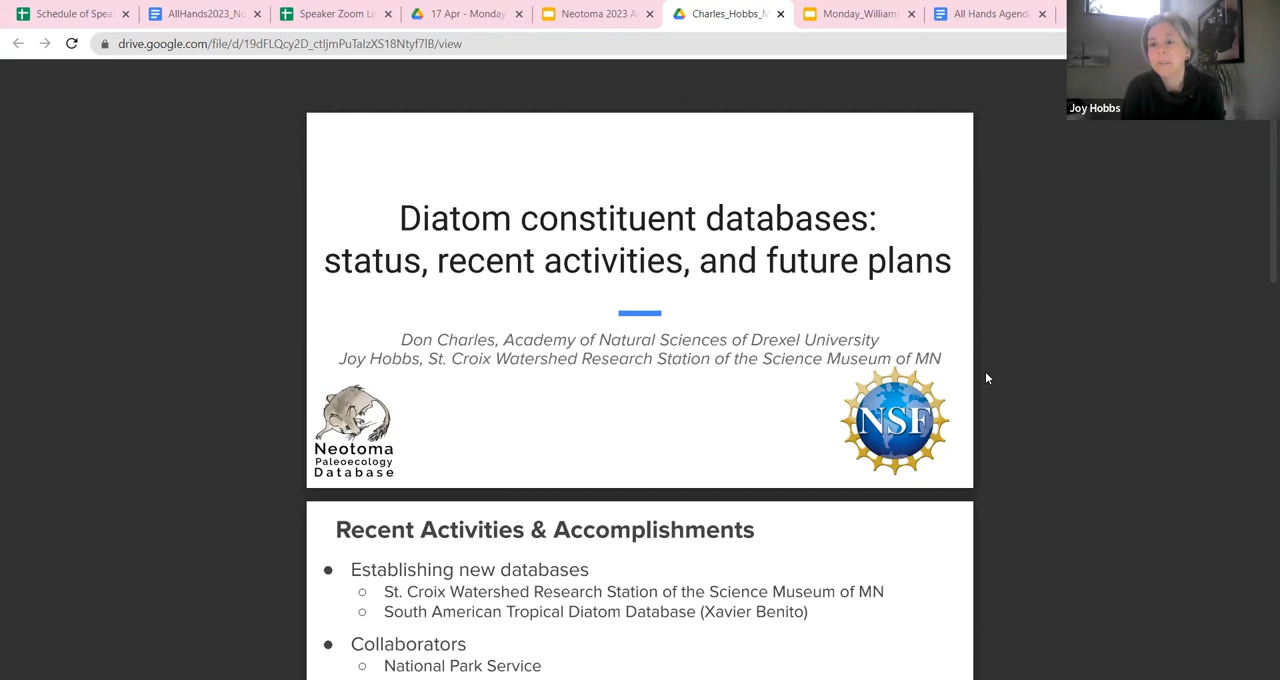 Schedule of Spea
AllHands2023_No
Speaker Zoom Li
17 Apr - Monday
Neotoma 2023 A
Charles_Hobbs_M
Monday_William
All Hands Agend
drive.google.com/file/d/19dFLQcy2D_ctIjmPuTaIzXS18Ntyf7lB/view
Joy Hobbs
Diatom constituent databases:
status, recent activities, and future plans
Don Charles, Academy of Natural Sciences of Drexel University
Joy Hobbs, St. Croix Watershed Research Station of the Science Museum of MN
Neotoma
Paleoecology
Database
NSF
Recent Activities & Accomplishments
● Establishing new databases
○ St. Croix Watershed Research Station of the Science Museum of MN
○ South American Tropical Diatom Database (Xavier Benito)
● Collaborators
○ National Park Service